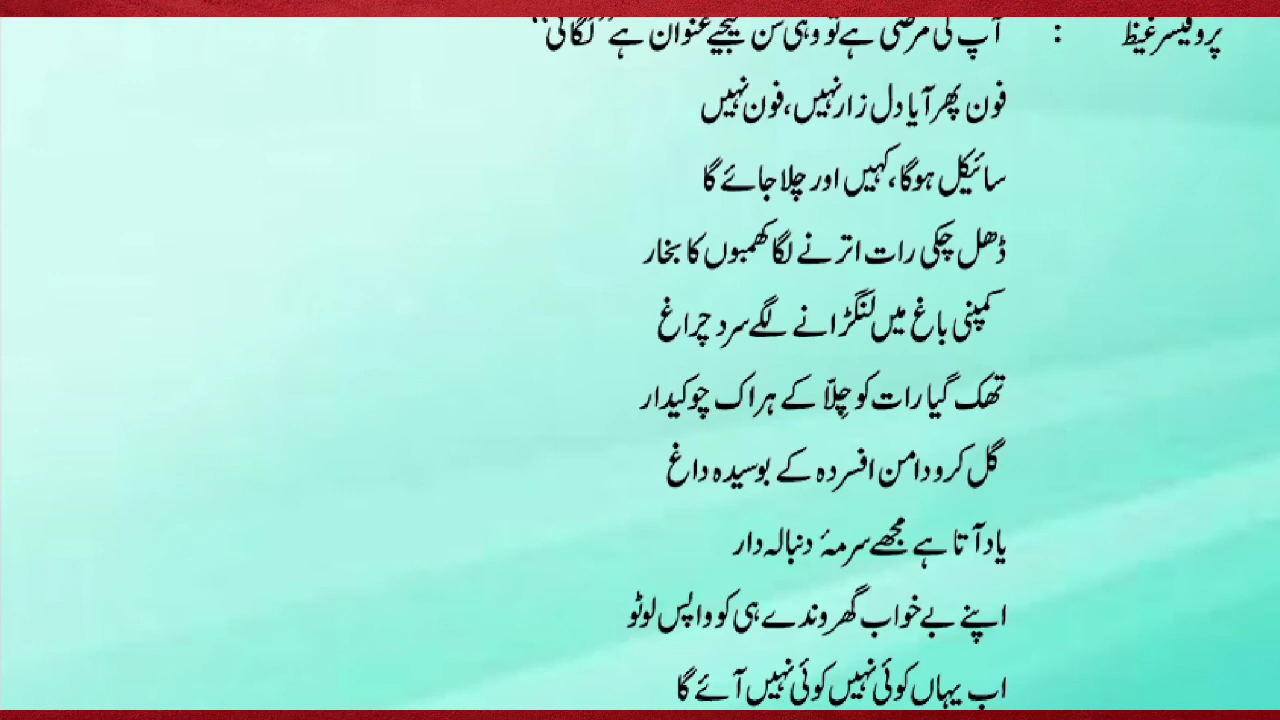 پروفیسر غیظ : آپ کی مرضی ہے تو وہی سن لیجیے عنوان ہے ’’لگائی‘‘
فون پھر آیا دل زار نہیں، فون نہیں
سائیکل ہوگا، کہیں اور چلا جائے گا
ڈھل چکی رات اترنے لگا کھمبوں کا بخار
کمپنی باغ میں لنگڑانے لگے سرد چراغ
تھک گیا رات کو چِلّا کے ہر اک چوکیدار
گل کرو دامن افسردہ کے بوسیدہ داغ
یاد آتا ہے مجھے سرمۂ دنبالہ دار
اپنے بے خواب گھروندے ہی کو واپس لوٹو
اب یہاں کوئی نہیں کوئی نہیں آئے گا